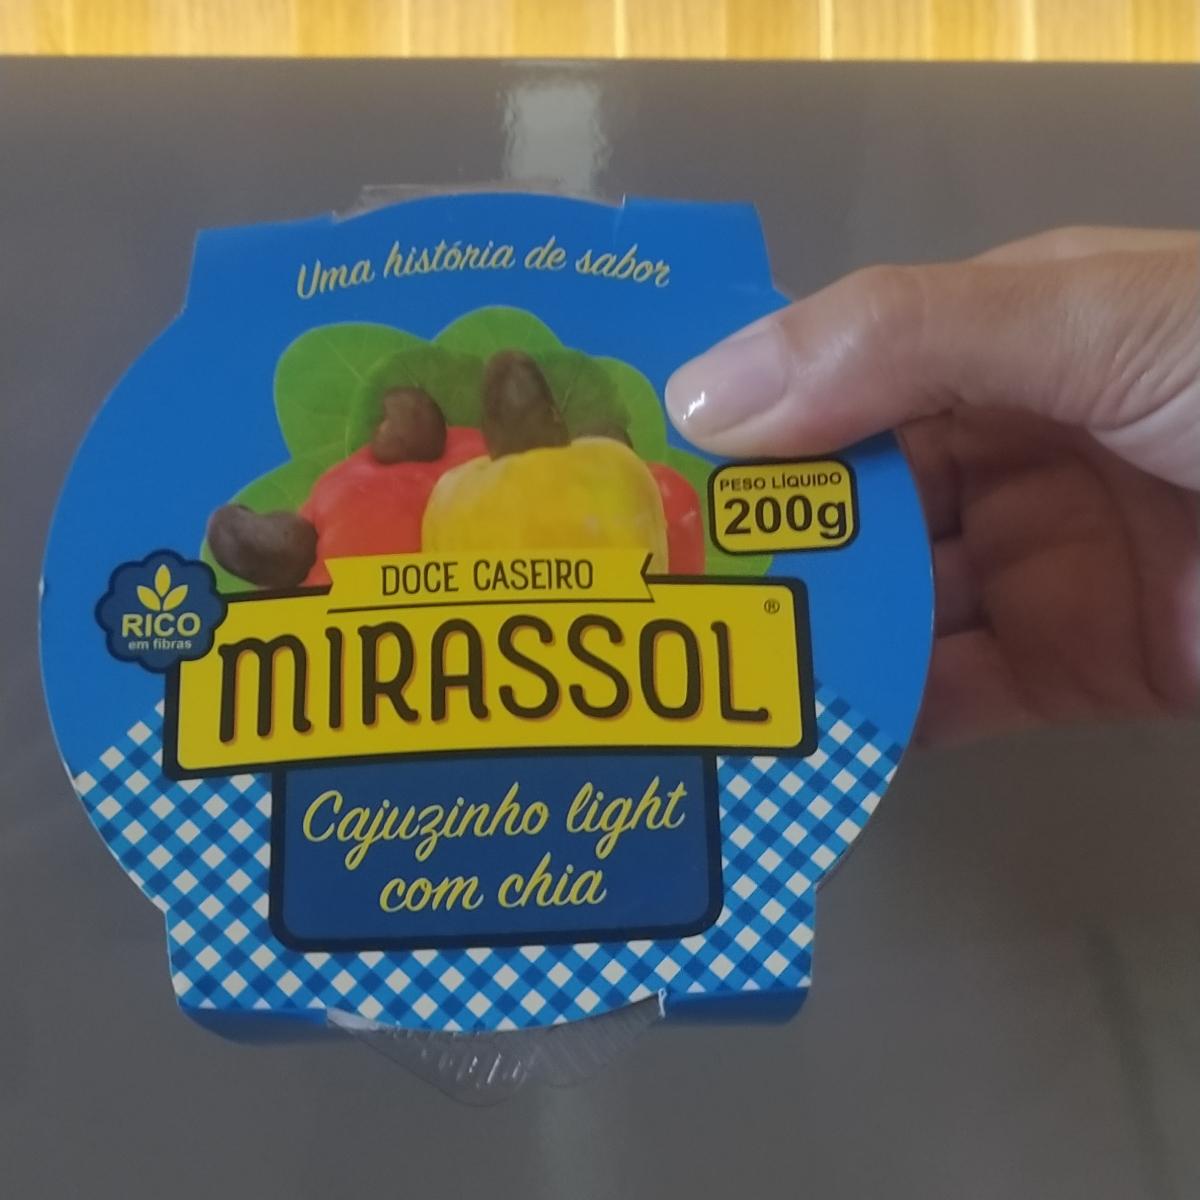 Uma história de sabor
PESO LÍQUIDO
200g
DOCE CASEIRO
RICO
em fibras
MIRASSOL®
Cajuzinho light
com chia